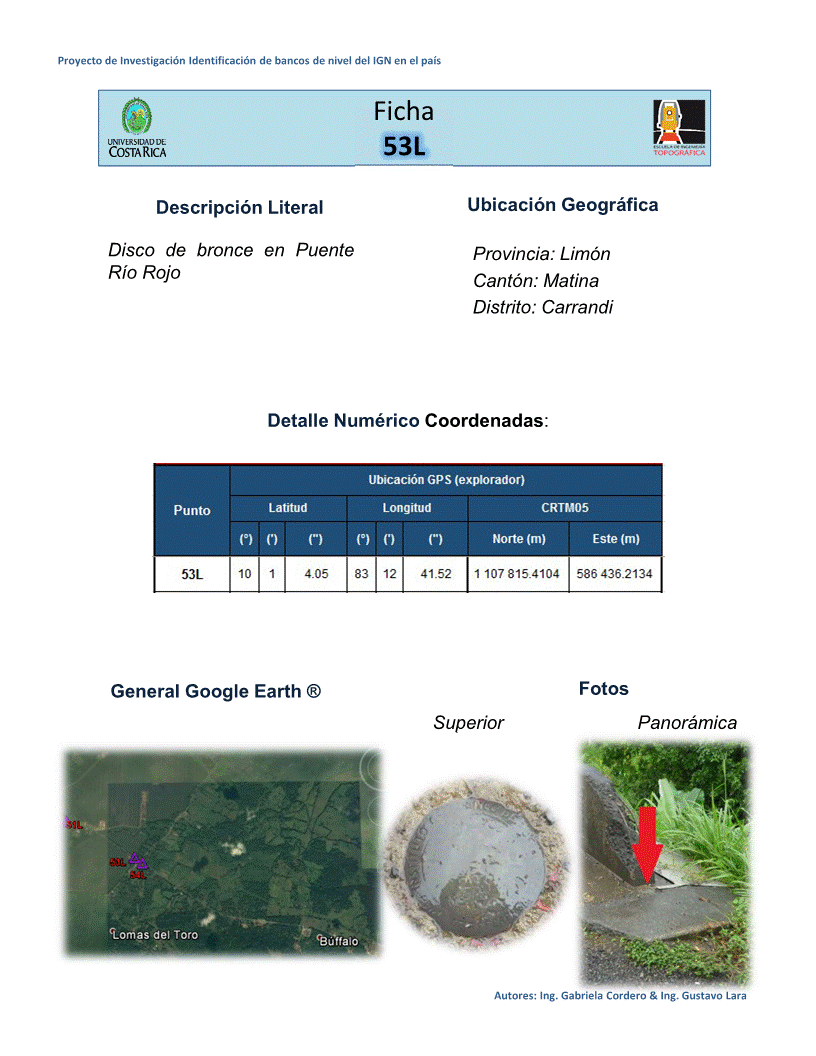 Proyecto de Investigación Identificación de bancos de nivel del IGN en el país
UNIVERSIDAD DE
COSTA RICA
Ficha
53L
ESCUELA DE INGENIERÍA
TOPOGRÁFICA
Descripción Literal
Disco de bronce en Puente
Río Rojo
Ubicación Geográfica
Provincia: Limón
Cantón: Matina
Distrito: Carrandi
Detalle Numérico Coordenadas:
Punto
Ubicación GPS (explorador)
Latitud Longitud CRTM05
(°) (') (") (°) (') (") Norte (m) Este (m)
53L 10 1 4.05 83 12 41.52 1 107 815.4104 586 436.2134
General Google Earth ®
Fotos
Superior Panorámica
51L
53L
54L
Lomas del Toro
Búffalo
Autores: Ing. Gabriela Cordero & Ing. Gustavo Lara